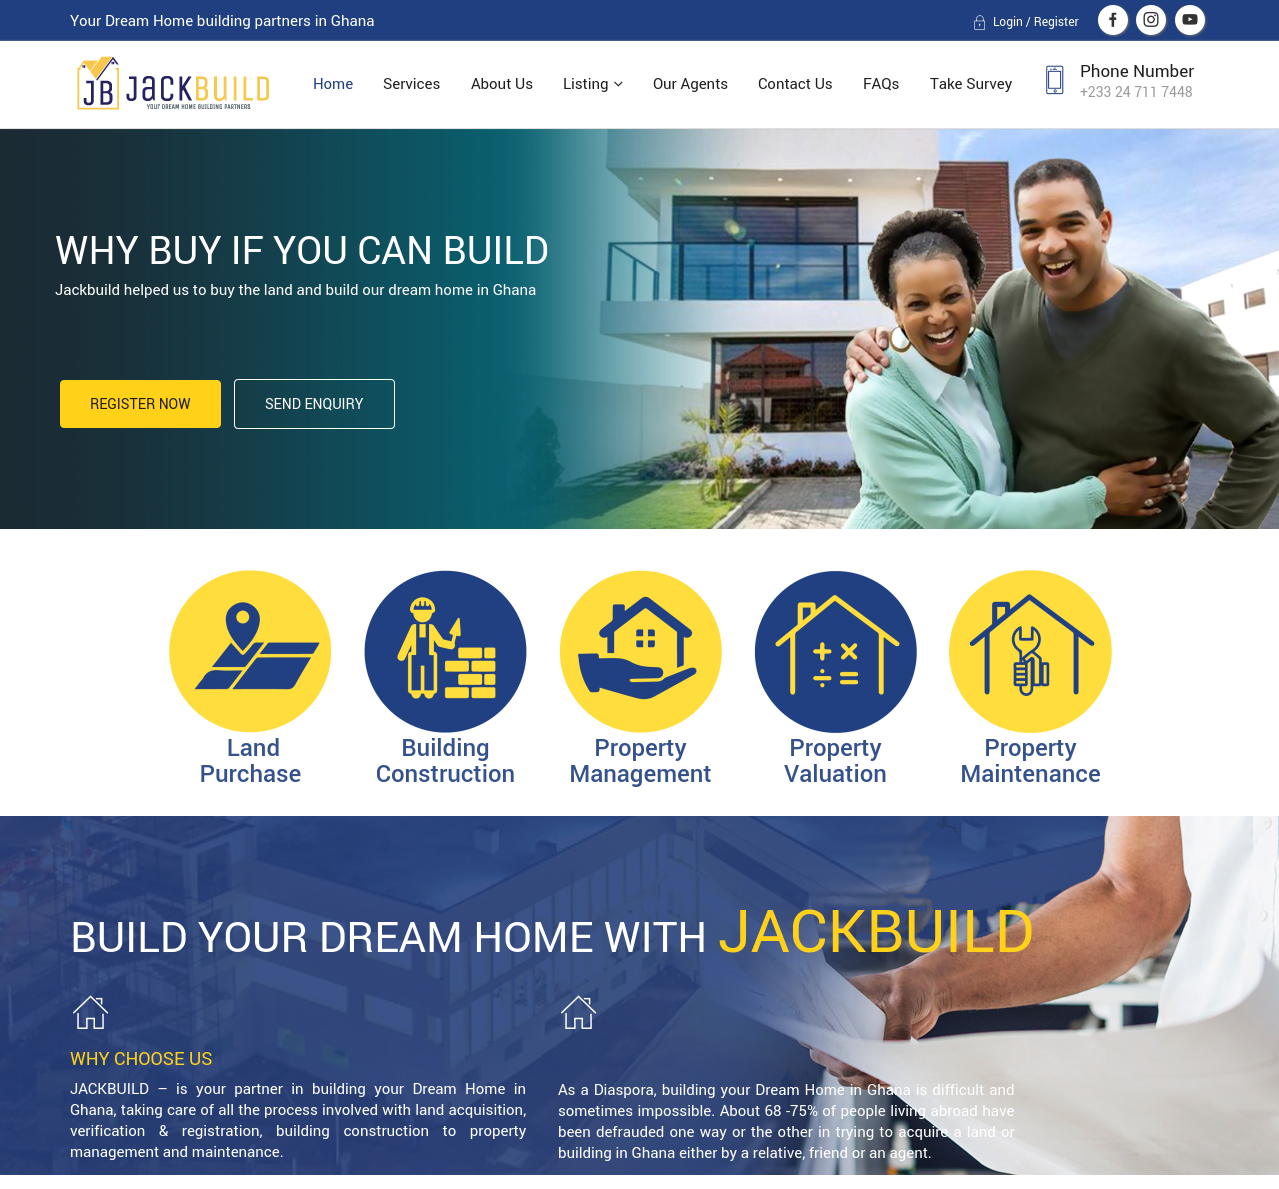 Your Dream Home building partners in Ghana
Login / Register
JB JACKBUILD
YOUR DREAM HOME BUILDING PARTNERS
Home Services About Us Listing Our Agents Contact Us FAQs Take Survey
Phone Number
+233 24 711 7448
WHY BUY IF YOU CAN BUILD
Jackbuild helped us to buy the land and build our dream home in Ghana
REGISTER NOW SEND ENQUIRY
Land Purchase
Building Construction
Property Management
Property Valuation
Property Maintenance
BUILD YOUR DREAM HOME WITH JACKBUILD
WHY CHOOSE US
JACKBUILD – is your partner in building your Dream Home in
Ghana, taking care of all the process involved with land acquisition,
verification & registration, building construction to property
management and maintenance.
As a Diaspora, building your Dream Home in Ghana is difficult and
sometimes impossible. About 68 -75% of people living abroad have
been defrauded one way or the other in trying to acquire a land or
building in Ghana either by a relative, friend or an agent.